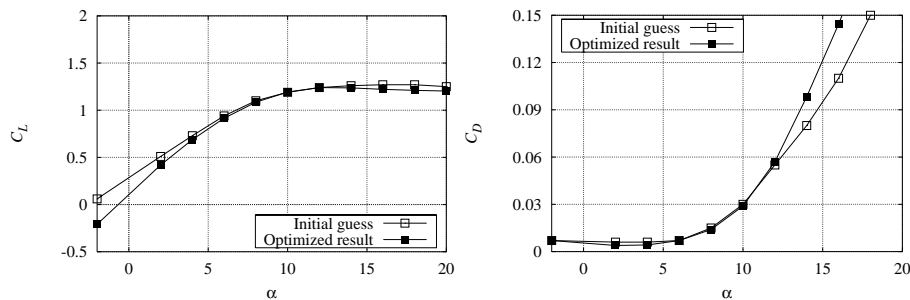 2
1.5
1
0.5
0
-0.5
C_L
0
5
10
15
20
α
Initial guess
Optimized result
0.15
0.12
0.09
0.06
0.03
0
C_D
0
5
10
15
20
α
Initial guess
Optimized result